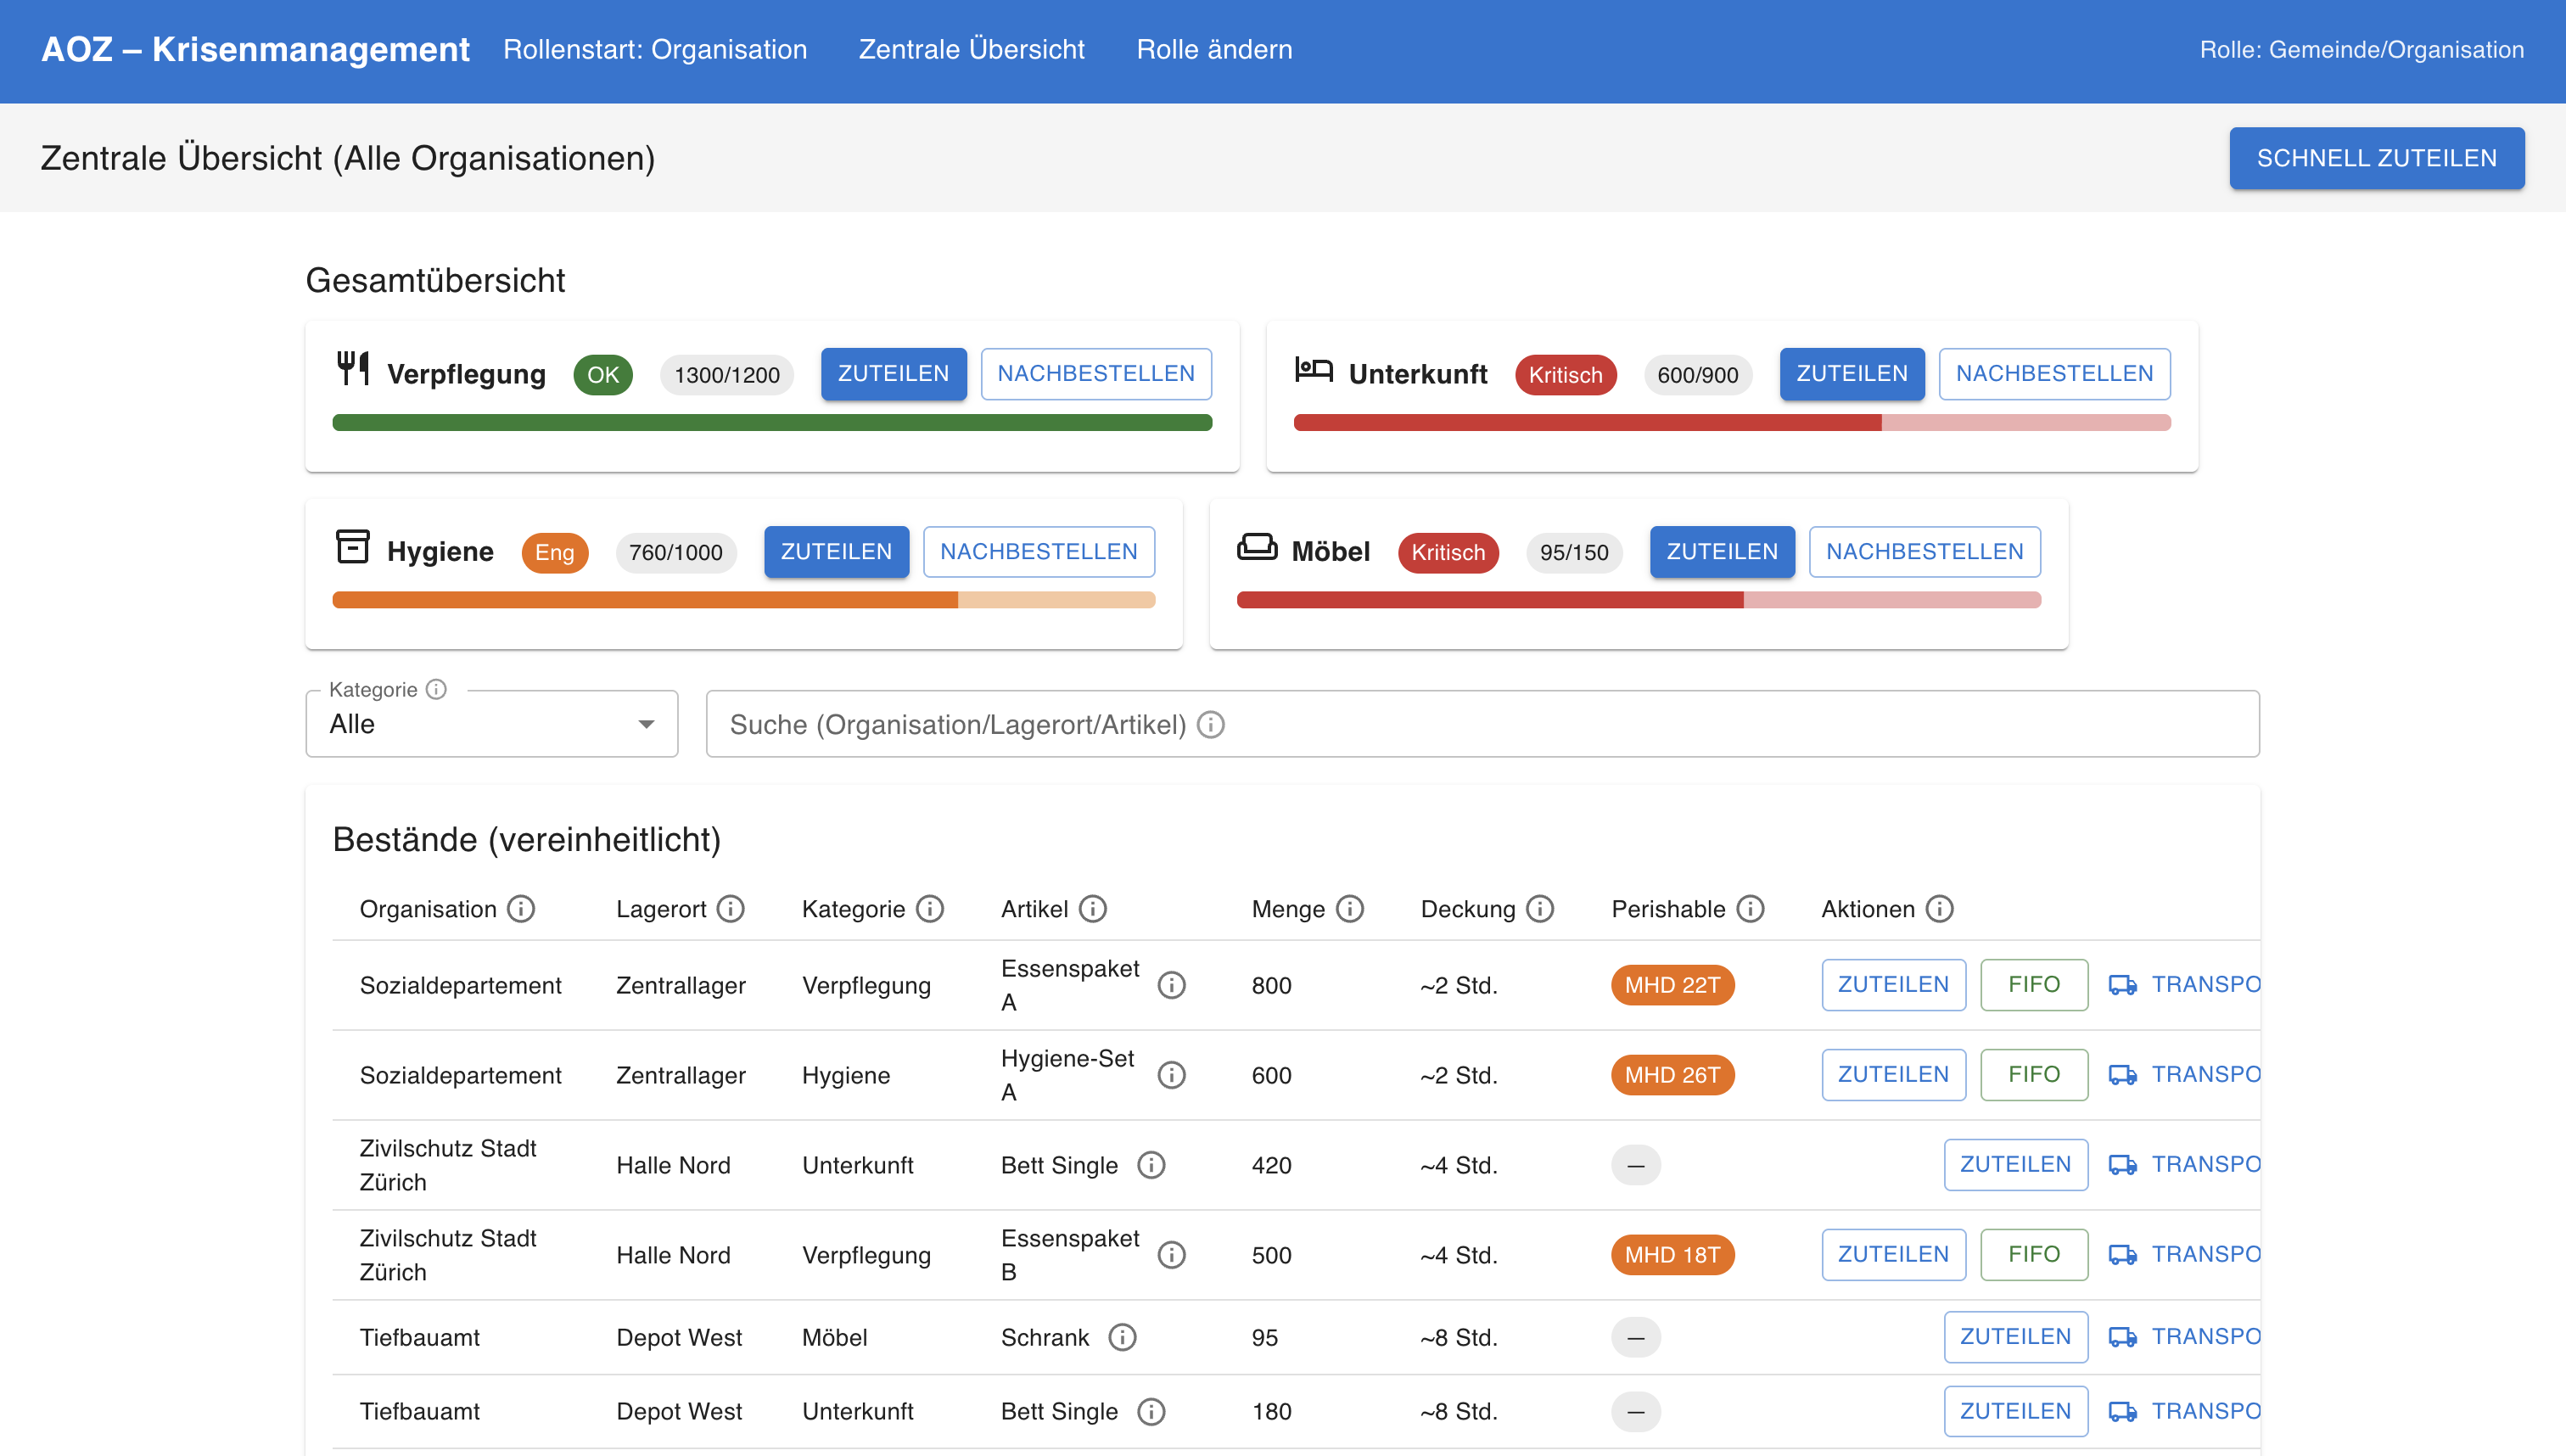 AOZ – Krisenmanagement Rollenstart: Organisation Zentrale Übersicht Rolle ändern Rolle: Gemeinde/Organisation
Zentrale Übersicht (Alle Organisationen) SCHNELL ZUTEILEN
Gesamtübersicht
Verpflegung OK 1300/1200 ZUTEILEN NACHBESTELLEN
Unterkunft Kritisch 600/900 ZUTEILEN NACHBESTELLEN
Hygiene Eng 760/1000 ZUTEILEN NACHBESTELLEN
Möbel Kritisch 95/150 ZUTEILEN NACHBESTELLEN
Kategorie
Alle
Suche (Organisation/Lagerort/Artikel)
Bestände (vereinheitlicht)
Organisation Lagerort Kategorie Artikel Menge Deckung Perishable Aktionen
Sozialdepartement Zentrallager Verpflegung Essenspaket A 800 ~2 Std. MHD 22T ZUTEILEN FIFO TRANSPO
Sozialdepartement Zentrallager Hygiene Hygiene-Set A 600 ~2 Std. MHD 26T ZUTEILEN FIFO TRANSPO
Zivilschutz Stadt Zürich Halle Nord Unterkunft Bett Single 420 ~4 Std. — ZUTEILEN TRANSPO
Zivilschutz Stadt Zürich Halle Nord Verpflegung Essenspaket B 500 ~4 Std. MHD 18T ZUTEILEN FIFO TRANSPO
Tiefbauamt Depot West Möbel Schrank 95 ~8 Std. — ZUTEILEN TRANSPO
Tiefbauamt Depot West Unterkunft Bett Single 180 ~8 Std. — ZUTEILEN TRANSPO